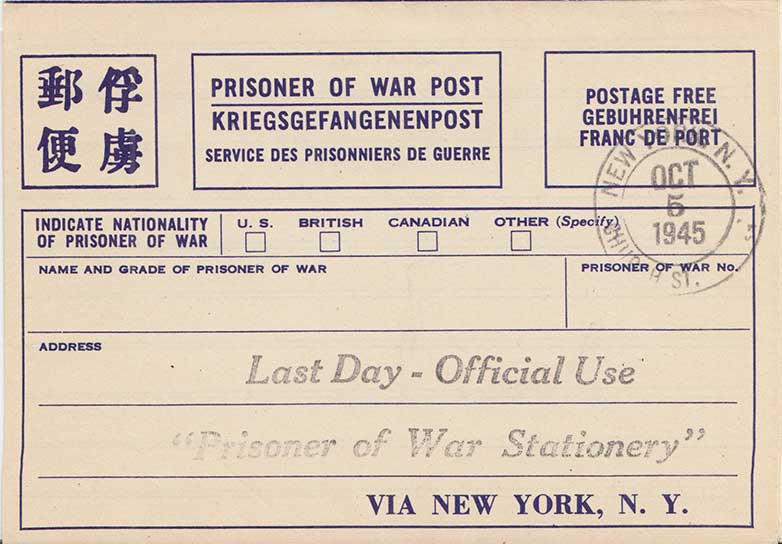 俘虜
郵便
PRISONER OF WAR POST
KRIEGSGEFANGENENPOST
SERVICE DES PRISONNIERS DE GUERRE
POSTAGE FREE
GEBUHRENFREI
FRANC DE PORT
NEW YORK, N.Y.
OCT
5
1945
CHURCH ST.
INDICATE NATIONALITY
OF PRISONER OF WAR
U. S. BRITISH CANADIAN OTHER (Specify)
NAME AND GRADE OF PRISONER OF WAR
PRISONER OF WAR No.
ADDRESS
Last Day - Official Use
"Prisoner of War Stationery"
VIA NEW YORK, N. Y.